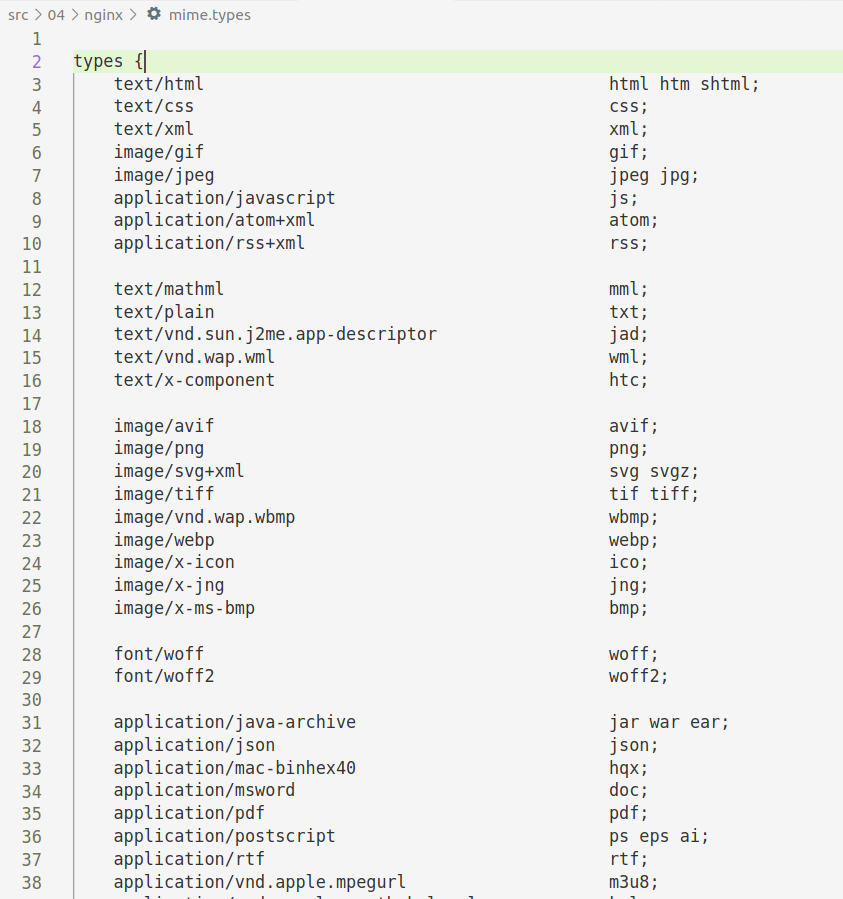 src > 04 > nginx > mime.types
1
2 types {
3 text/html html htm shtml;
4 text/css css;
5 text/xml xml;
6 image/gif gif;
7 image/jpeg jpeg jpg;
8 application/javascript js;
9 application/atom+xml atom;
10 application/rss+xml rss;
11
12 text/mathml mml;
13 text/plain txt;
14 text/vnd.sun.j2me.app-descriptor jad;
15 text/vnd.wap.wml wml;
16 text/x-component htc;
17
18 image/avif avif;
19 image/png png;
20 image/svg+xml svg svgz;
21 image/tiff tif tiff;
22 image/vnd.wap.wbmp wbmp;
23 image/webp webp;
24 image/x-icon ico;
25 image/x-jng jng;
26 image/x-ms-bmp bmp;
27
28 font/woff woff;
29 font/woff2 woff2;
30
31 application/java-archive jar war ear;
32 application/json json;
33 application/mac-binhex40 hqx;
34 application/msword doc;
35 application/pdf pdf;
36 application/postscript ps eps ai;
37 application/rtf rtf;
38 application/vnd.apple.mpegurl m3u8;